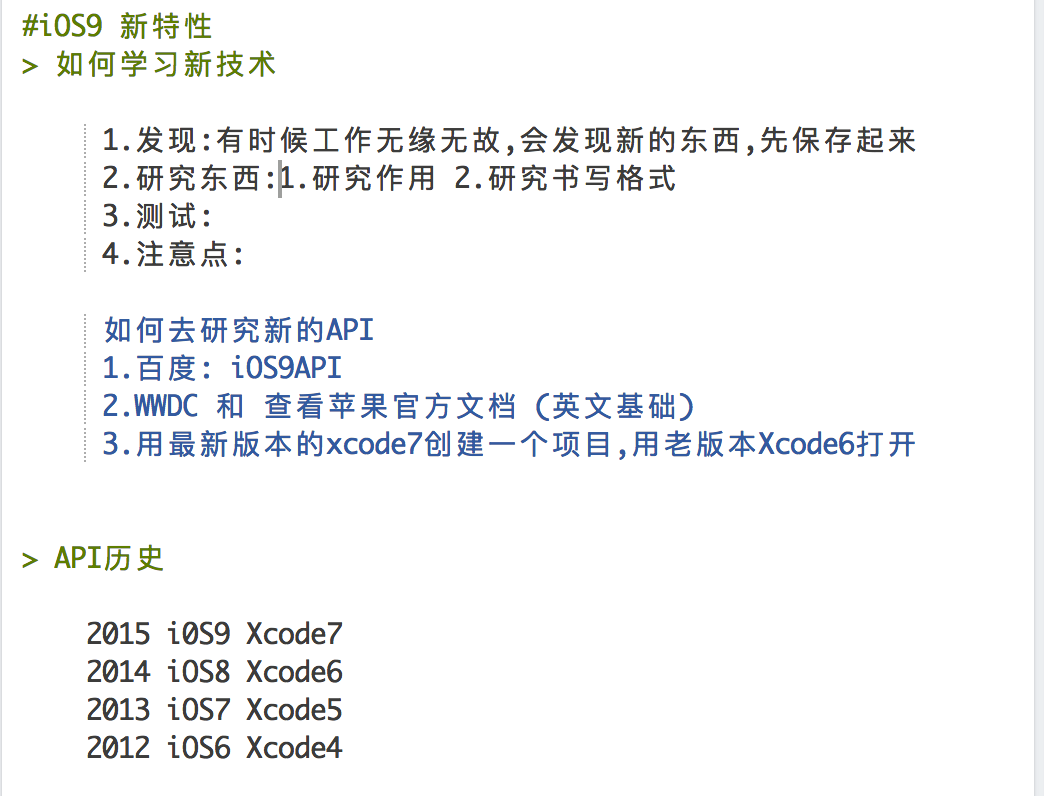 #iOS9 新特性
> 如何学习新技术
1.发现:有时候工作无缘无故,会发现新的东西,先保存起来
2.研究东西:1.研究作用 2.研究书写格式
3.测试:
4.注意点:
如何去研究新的API
1.百度: iOS9API
2.WWDC 和 查看苹果官方文档 (英文基础)
3.用最新版本的xcode7创建一个项目,用老版本Xcode6打开
> API历史
2015 i0S9 Xcode7
2014 iOS8 Xcode6
2013 iOS7 Xcode5
2012 iOS6 Xcode4